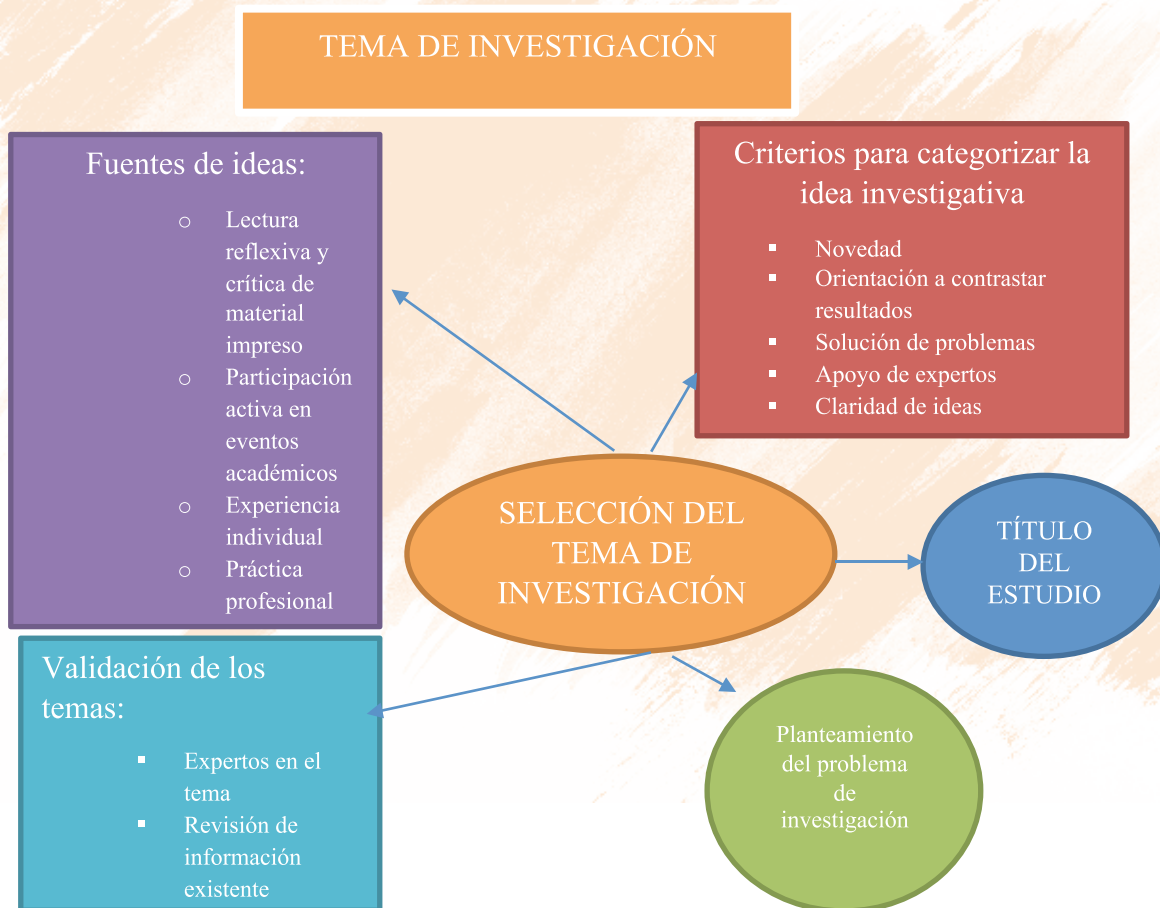 TEMA DE INVESTIGACIÓN
Fuentes de ideas:
○ Lectura
reflexiva y
crítica de
material
impreso
○ Participación
activa en
eventos
académicos
○ Experiencia
individual
○ Práctica
profesional
Criterios para categorizar la
idea investigativa
▪ Novedad
▪ Orientación a contrastar
resultados
▪ Solución de problemas
▪ Apoyo de expertos
▪ Claridad de ideas
SELECCIÓN DEL
TEMA DE
INVESTIGACIÓN
TÍTULO
DEL
ESTUDIO
Validación de los
temas:
▪ Expertos en el
tema
▪ Revisión de
información
existente
Planteamiento
del problema
de
investigación